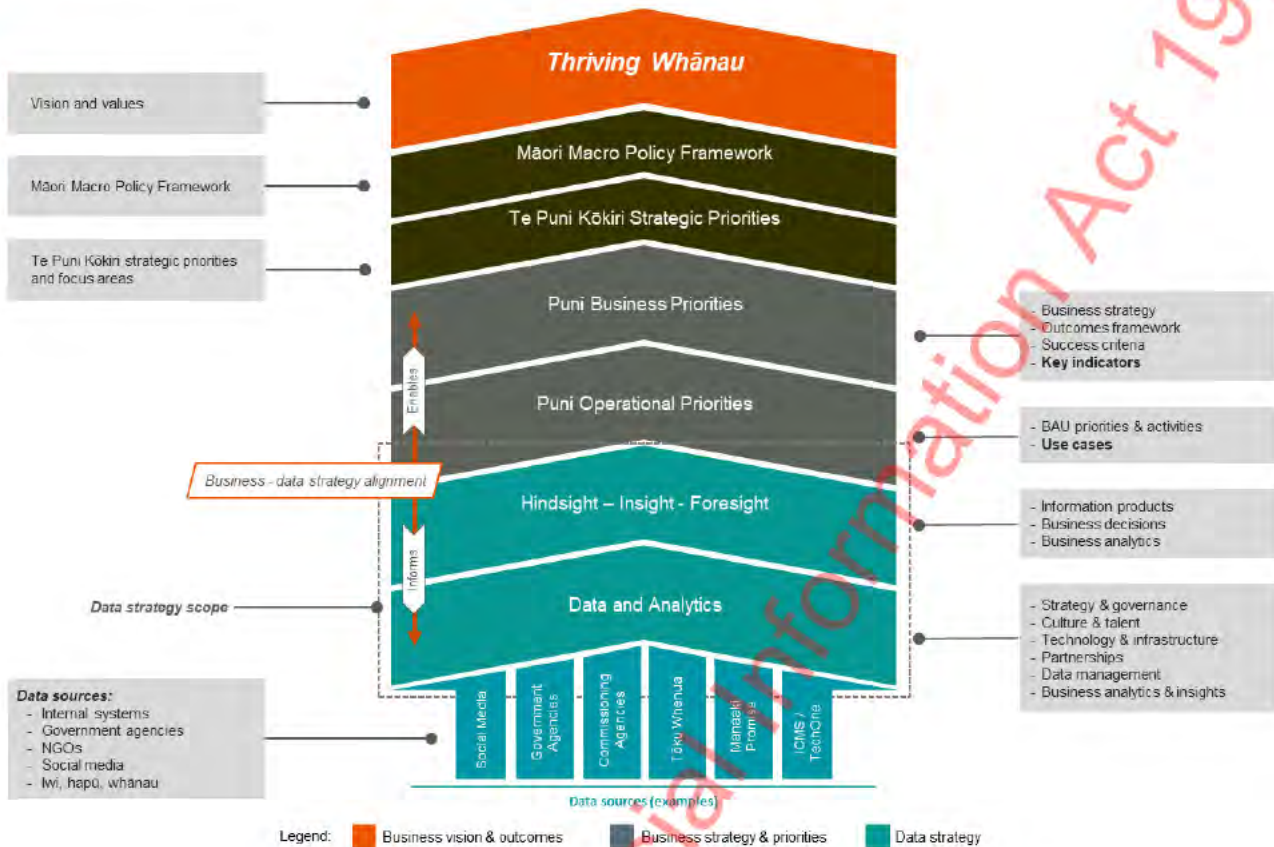 Thriving Whānau
Māori Macro Policy Framework
Te Puni Kōkiri Strategic Priorities
Puni Business Priorities
Puni Operational Priorities
Hindsight – Insight - Foresight
Data and Analytics
Vision and values
Māori Macro Policy Framework
Te Puni Kōkiri strategic priorities
and focus areas
Enables
Business - data strategy alignment
Informs
Data strategy scope
Data sources:
- Internal systems
- Government agencies
- NGOs
- Social media
- Iwi, hapū, whānau
- Business strategy
- Outcomes framework
- Success criteria
- Key indicators
- BAU priorities & activities
- Use cases
- Information products
- Business decisions
- Business analytics
- Strategy & governance
- Culture & talent
- Technology & infrastructure
- Partnerships
- Data management
- Business analytics & insights
Social Media
Government
Agencies
Commissioning
Agencies
Tōku Whenua
Manaaki
Promise
ICMS /
TechOne
Data sources (examples)
Legend:
Business vision & outcomes
Business strategy & priorities
Data strategy
Information Act